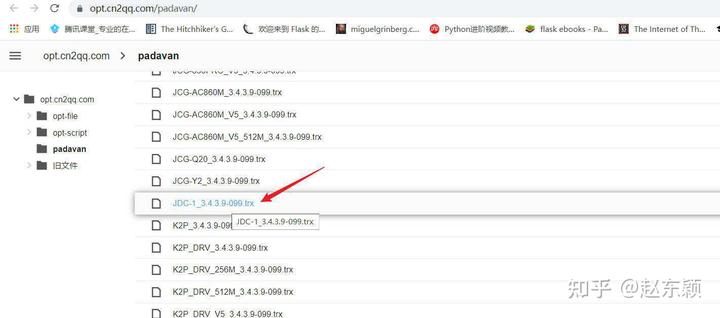 opt.cn2qq.com/padavan/
应用
腾讯课堂_专业的在...
The Hitchhiker's G...
欢迎来到 Flask 的...
miguelgrinberg.c...
Python进阶视频教...
flask ebooks - Pa...
The Internet of Th...
opt.cn2qq.com > padavan
opt.cn2qq.com
opt-file
opt-script
padavan
旧文件
JCG-AC860M_3.4.3.9-099.trx
JCG-AC860M_V5_3.4.3.9-099.trx
JCG-AC860M_V5_512M_3.4.3.9-099.trx
JCG-Q20_3.4.3.9-099.trx
JCG-Y2_3.4.3.9-099.trx
JDC-1_3.4.3.9-099.trx
JDC-1_3.4.3.9-099.trx
K2P_3.4.3.9-099
K2P_DRV_3.4.3.9-099.trx
K2P_DRV_256M_3.4.3.9-099.trx
K2P_DRV_512M_3.4.3.9-099.trx
K2P_DRV_V5_3.4.3.9-099.trx
知乎 @赵东颖